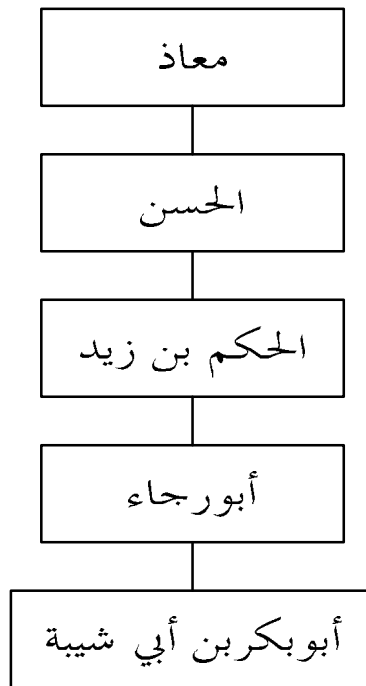 معاذ
الحسن
الحكم بن زيد
أبورجاء
أبوبكربن أبي شيبة